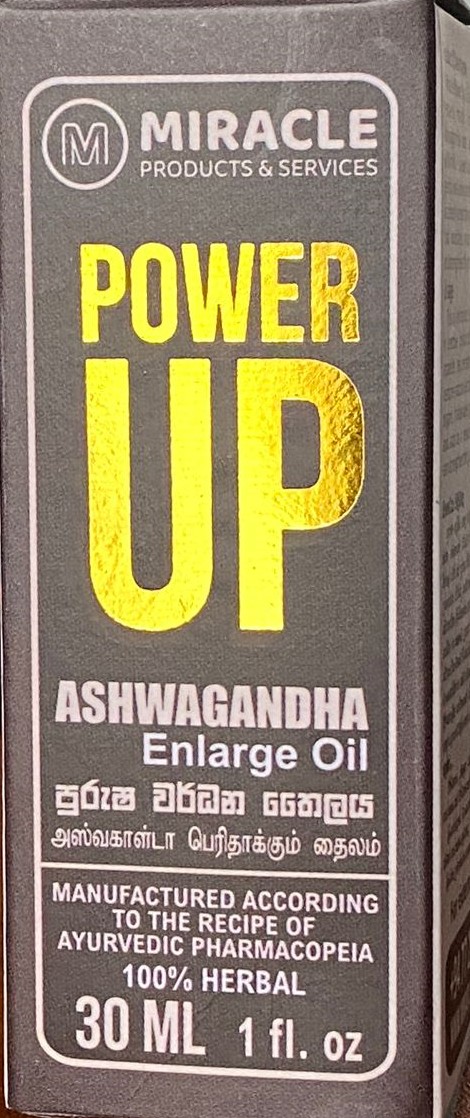 M MIRACLE
PRODUCTS & SERVICES
POWER
UP
ASHWAGANDHA
Enlarge Oil
පුරුෂ වර්ධන තෛලය
அஸ்வகாள்டா பெரிதாக்கும் தைலம்
MANUFACTURED ACCORDING
TO THE RECIPE OF
AYURVEDIC PHARMACOPEIA
100% HERBAL
30 ML 1 fl. oz